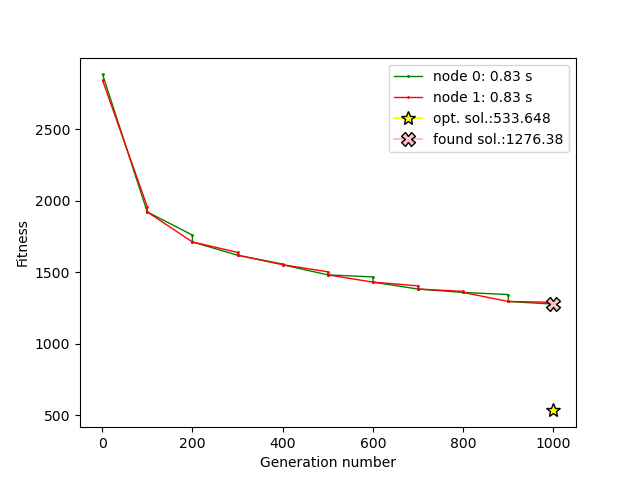 node 0: 0.83 s
node 1: 0.83 s
opt. sol.:533.648
found sol.:1276.38
Fitness
2500
2000
1500
1000
500
0 200 400 600 800 1000
Generation number